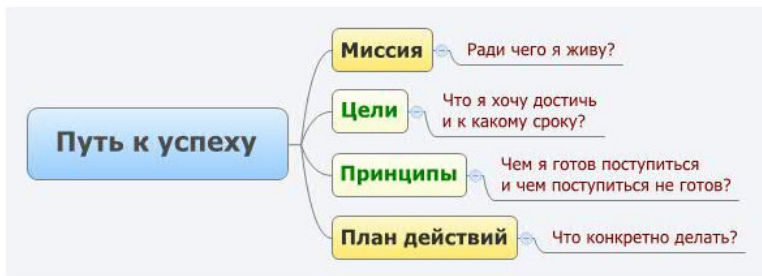 Путь к успеху
Миссия
Ради чего я живу?
Цели
Что я хочу достичь
и к какому сроку?
Принципы
Чем я готов поступиться
и чем поступиться не готов?
План действий
Что конкретно делать?